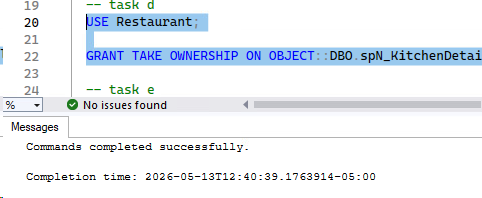 19
-- task d
20
USE Restaurant;
21
22
GRANT TAKE OWNERSHIP ON OBJECT::DBO.spN_KitchenDetai
23
24
-- task e
%
No issues found
Messages
Commands completed successfully.
Completion time: 2026-05-13T12:40:39.1763914-05:00